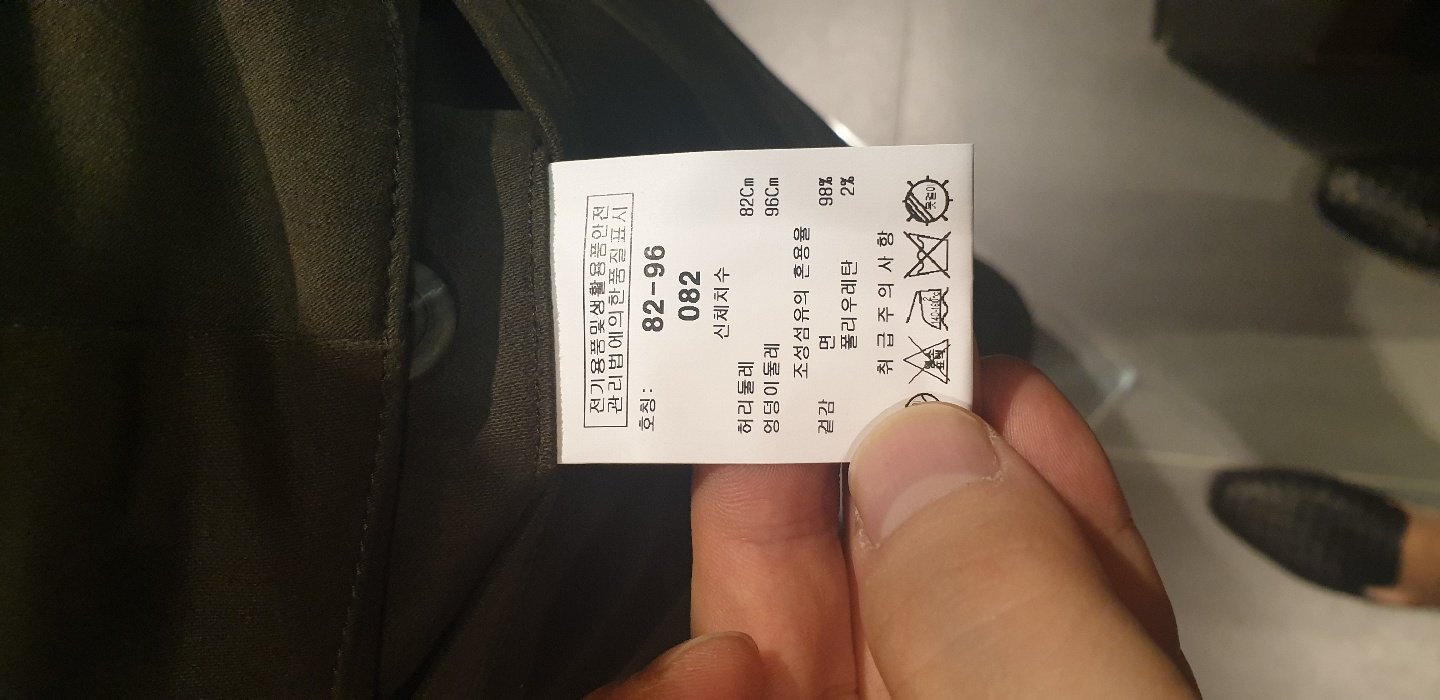 전기용품및생활용품안전
관리법에의한품질표시
호칭: 82-96
082
신체치수
허리둘레 82Cm
엉덩이둘레 96Cm
조성섬유의 혼용율
겉감 면 98%
폴리우레탄 2%
취 급 주 의 사 항
옷걸이